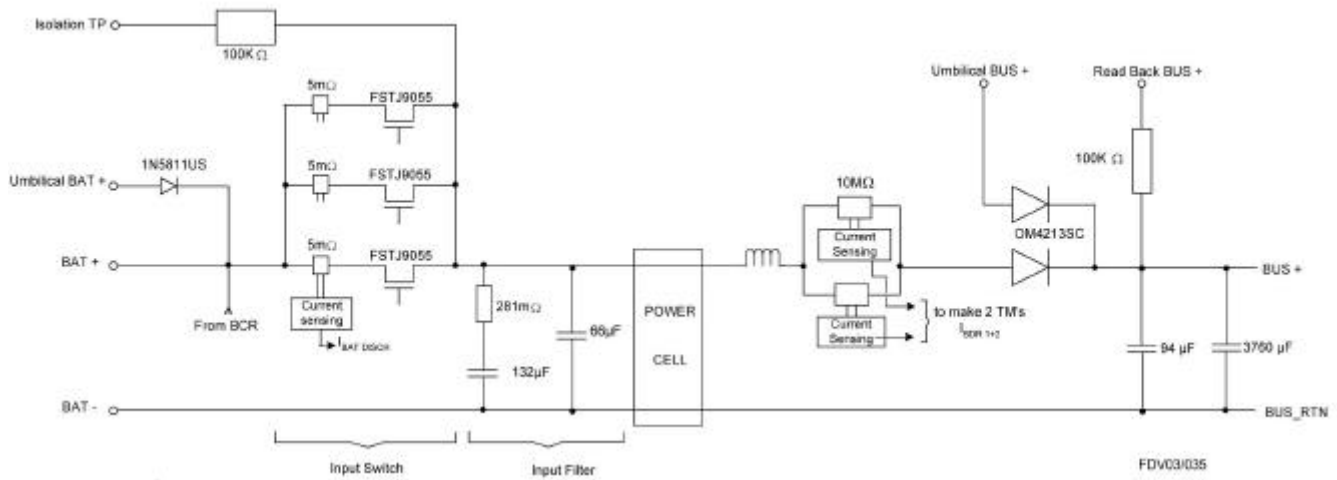 Isolation TP
100K Ω
5mΩ
FSTJ9055
Umbilical BUS +
Read Back BUS +
1N5811US
5mΩ
FSTJ9055
100K Ω
Umbilical BAT +
10MΩ
5mΩ
FSTJ9055
Current Sensing
OM4213SC
BAT +
BUS +
Current sensing
281mΩ
POWER CELL
to make 2 TM's
From BCR
66µF
Current Sensing
I BDR 1+2
I BAT DISCH
132µF
94 µF
3760 µF
BAT -
BUS_RTN
Input Switch
Input Filter
FDV03/035